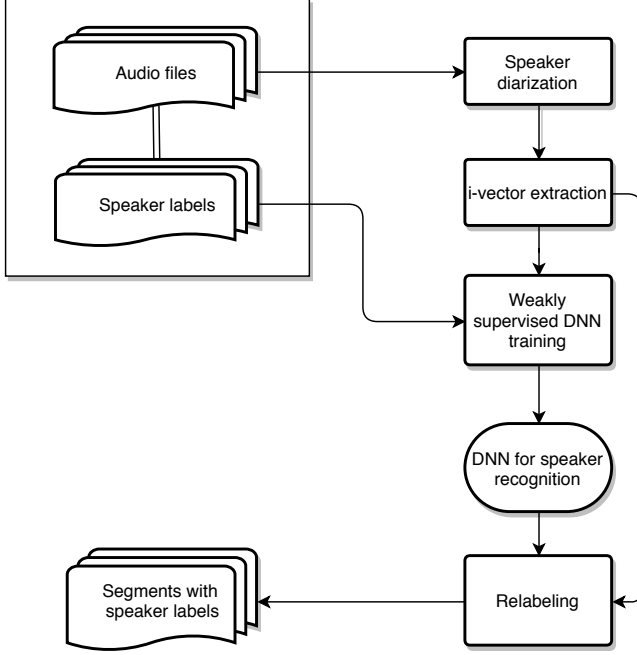 Audio files
Speaker
diarization
Speaker labels
i-vector extraction
Weakly
supervised DNN
training
DNN for speaker
recognition
Segments with
speaker labels
Relabeling